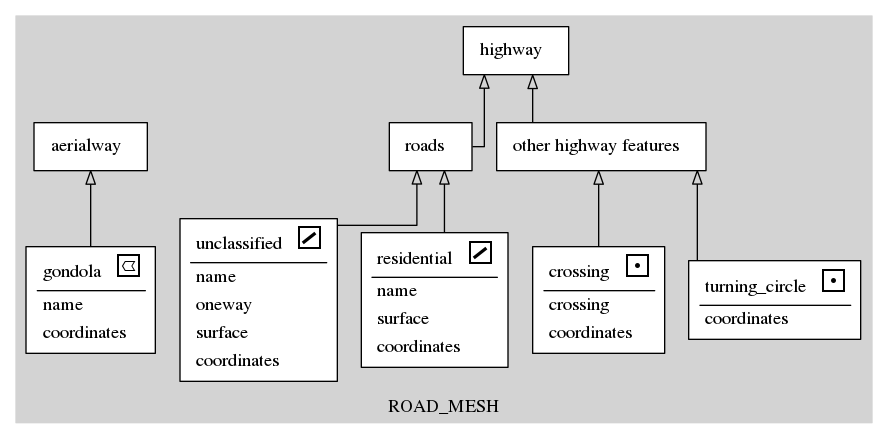 highway
aerialway
roads
other highway features
gondola
name
coordinates
unclassified
name
oneway
surface
coordinates
residential
name
surface
coordinates
crossing
crossing
coordinates
turning_circle
coordinates
ROAD_MESH